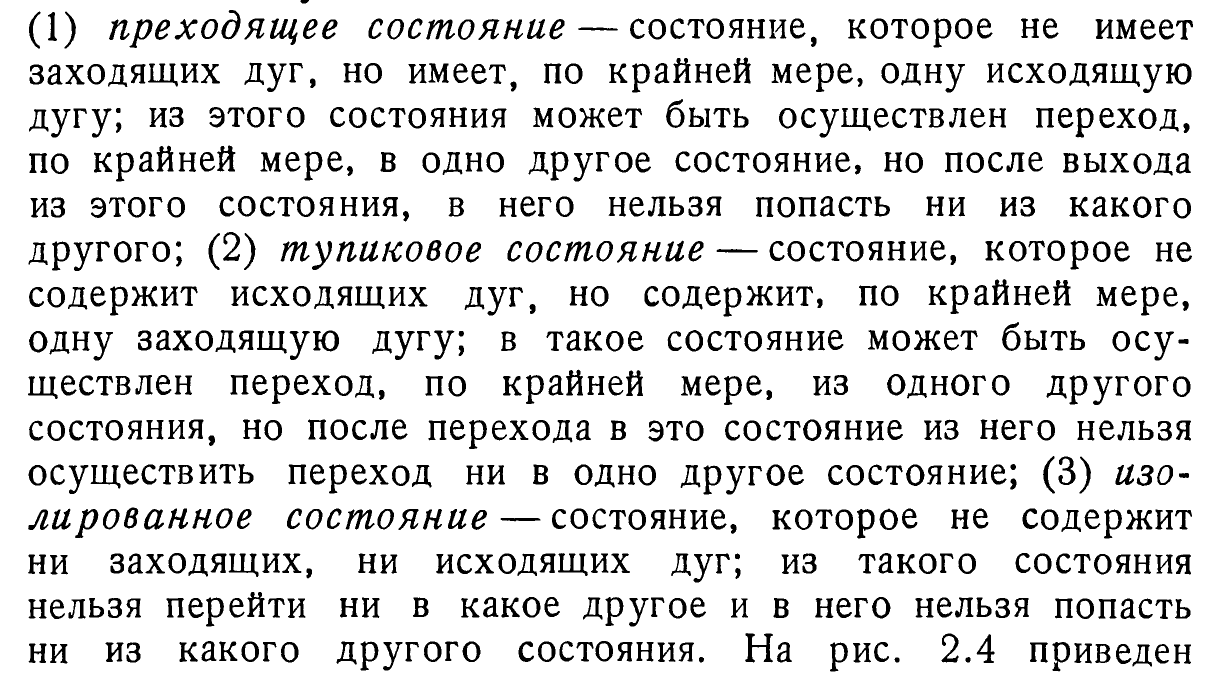 (1) преходящее состояние — состояние, которое не имеет
заходящих дуг, но имеет, по крайней мере, одну исходящую
дугу; из этого состояния может быть осуществлен переход,
по крайней мере, в одно другое состояние, но после выхода
из этого состояния, в него нельзя попасть ни из какого
другого; (2) тупиковое состояние — состояние, которое не
содержит исходящих дуг, но содержит, по крайней мере,
одну заходящую дугу; в такое состояние может быть осу-
ществлен переход, по крайней мере, из одного другого
состояния, но после перехода в это состояние из него нельзя
осуществить переход ни в одно другое состояние; (3) изо-
лированное состояние — состояние, которое не содержит
ни заходящих, ни исходящих дуг; из такого состояния
нельзя перейти ни в какое другое и в него нельзя попасть
ни из какого другого состояния. На рис. 2.4 приведен